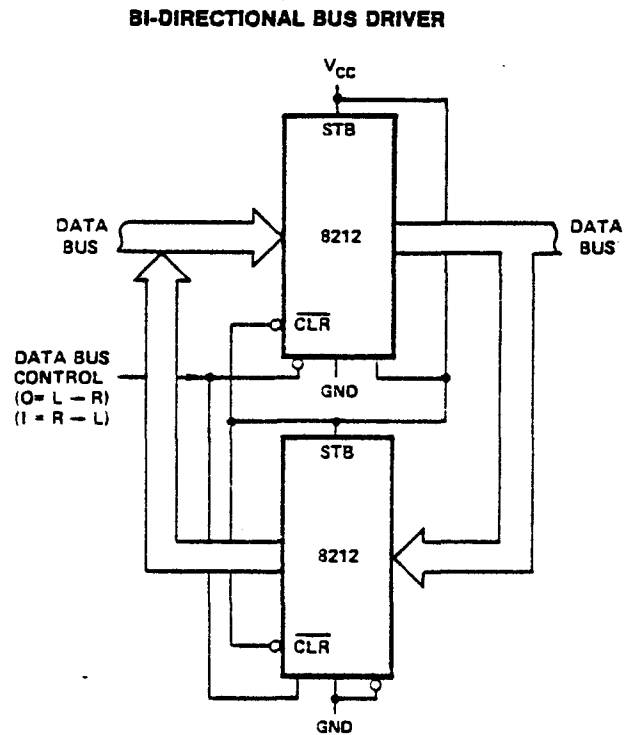 BI-DIRECTIONAL BUS DRIVER
VCC
STB
DATA
BUS
8212
DATA
BUS
CLR
DATA BUS
CONTROL
(0= L – R)
(I = R – L)
GND
STB
8212
CLR
GND